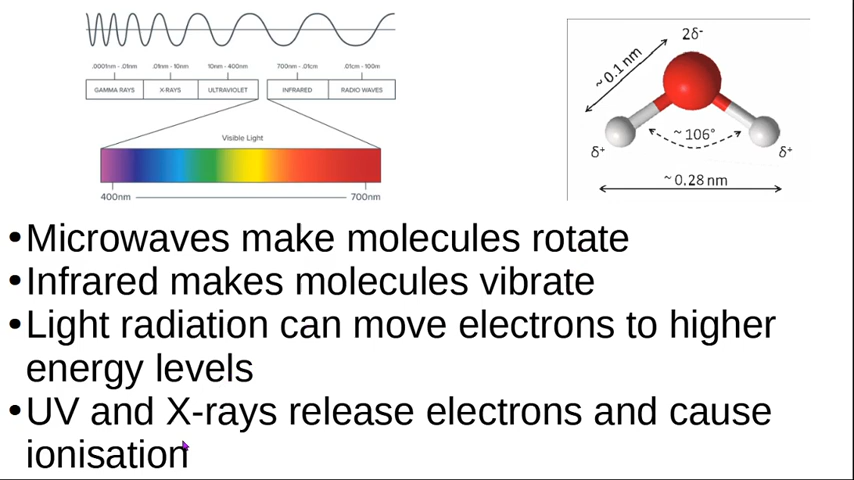 .0001nm - .01nm .01nm - 10nm 10nm - 400nm 700nm - .01cm .01cm - 100m
GAMMA RAYS X-RAYS ULTRAVIOLET INFRARED RADIO WAVES
Visible Light
400nm 700nm
2δ-
~0.1 nm
~106°
δ+ δ+
~0.28 nm
•Microwaves make molecules rotate
•Infrared makes molecules vibrate
•Light radiation can move electrons to higher
energy levels
•UV and X-rays release electrons and cause
ionisation